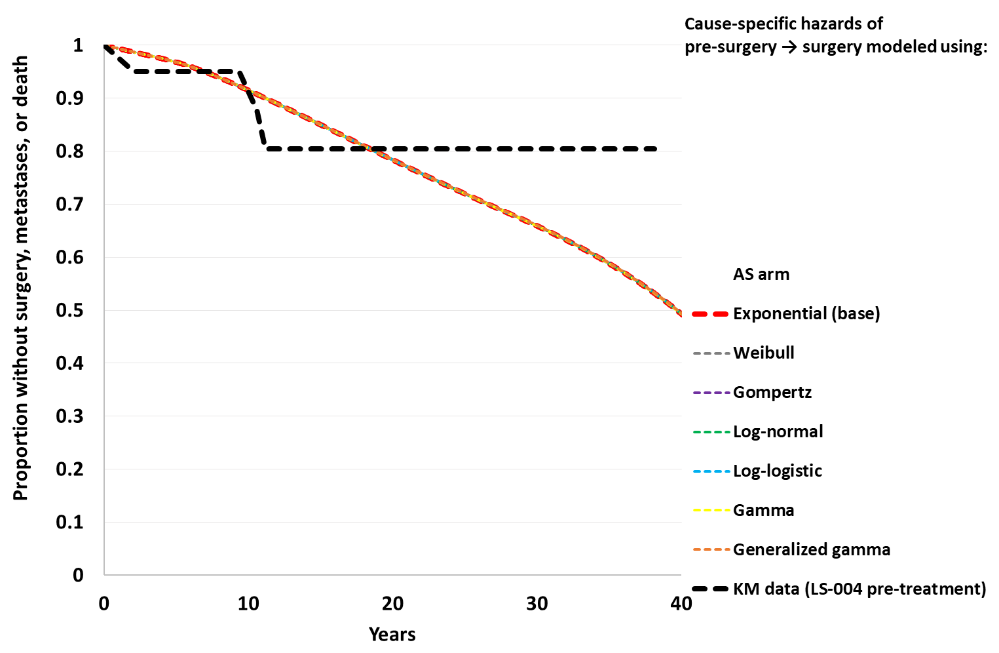 Cause-specific hazards of
pre-surgery → surgery modeled using:
Proportion without surgery, metastases, or death
1
0.9
0.8
0.7
0.6
0.5
0.4
0.3
0.2
0.1
0
0 10 20 30 40
Years
AS arm
Exponential (base)
Weibull
Gompertz
Log-normal
Log-logistic
Gamma
Generalized gamma
KM data (LS-004 pre-treatment)